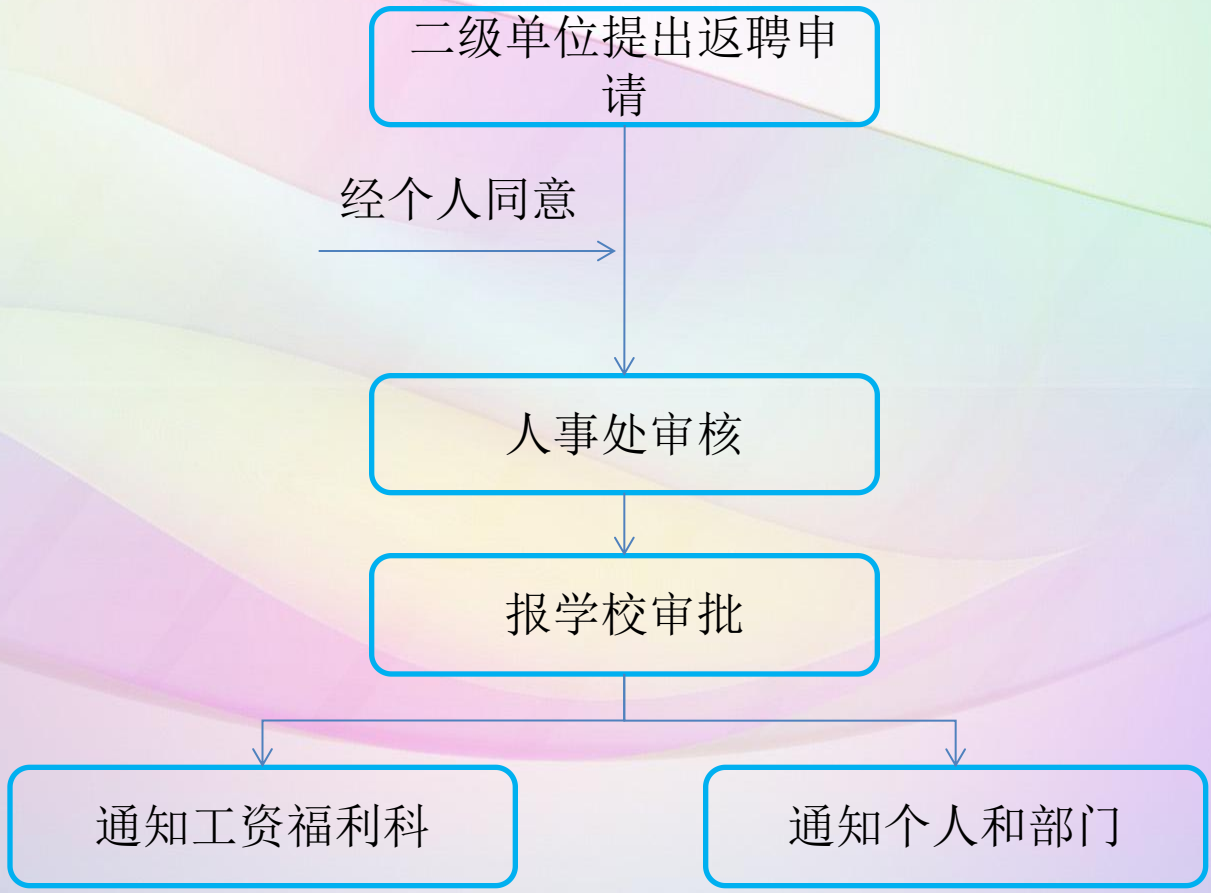 二级单位提出返聘申
请
经个人同意
人事处审核
报学校审批
通知工资福利科
通知个人和部门